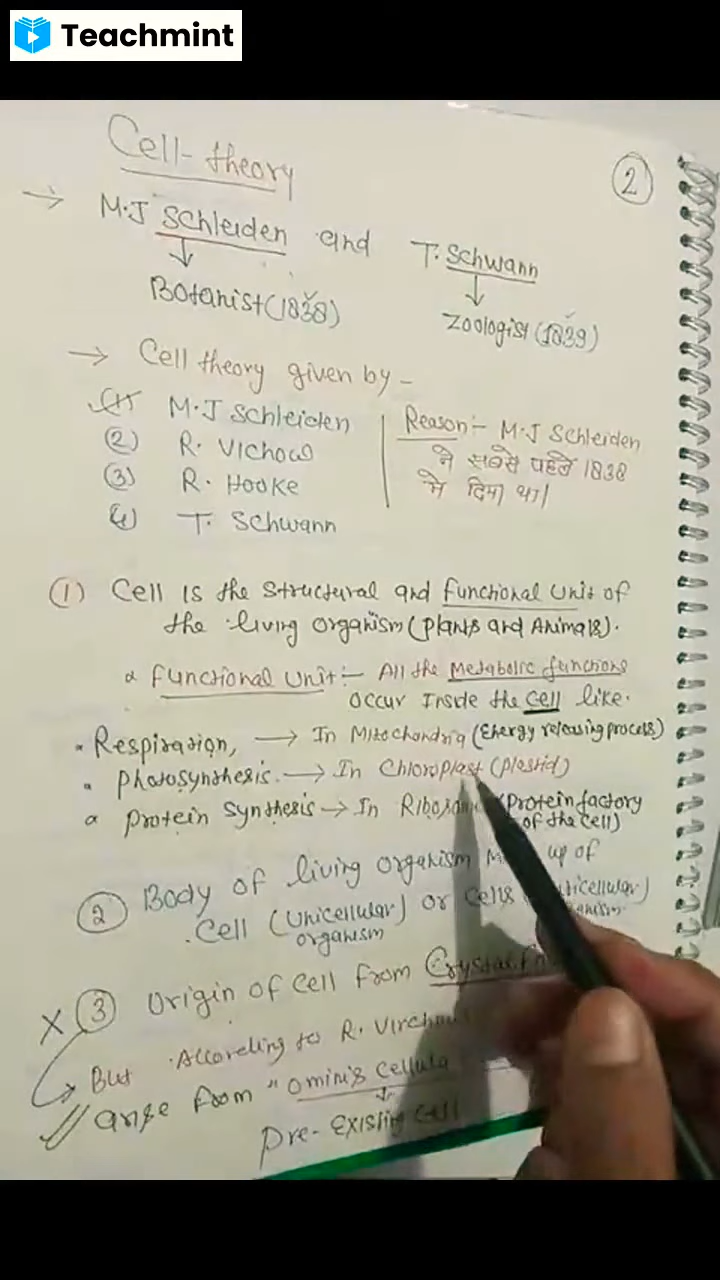 Teachmint
Cell-theory
2
→ M.J Schleiden and T. Schwann
Botanist (1838)
Zoologist (1839)
→ Cell theory given by -
(1) M.J Schleiden
(2) R. Vichow
(3) R. Hooke
(4) T. Schwann
Reason:- M.J Schleiden
ने सबसे पहले 1838
मे दिया था।
(1) Cell is the structural and functional unit of
the living organism (plants and Animals).
Functional unit:- All the Metabolic functions
occur inside the cell like.
Respiration, → In Mitochondria (Energy releasing process)
Photosynthesis → In Chloroplast (plastid)
Protein synthesis → In (Protein factory
of the cell)
(2) Body of living organism up of
Cell (Unicellular) or cells
organism
X (3) Origin of cell from
But According to R.
arise from "Ominis cellula
Pre-Existing cell